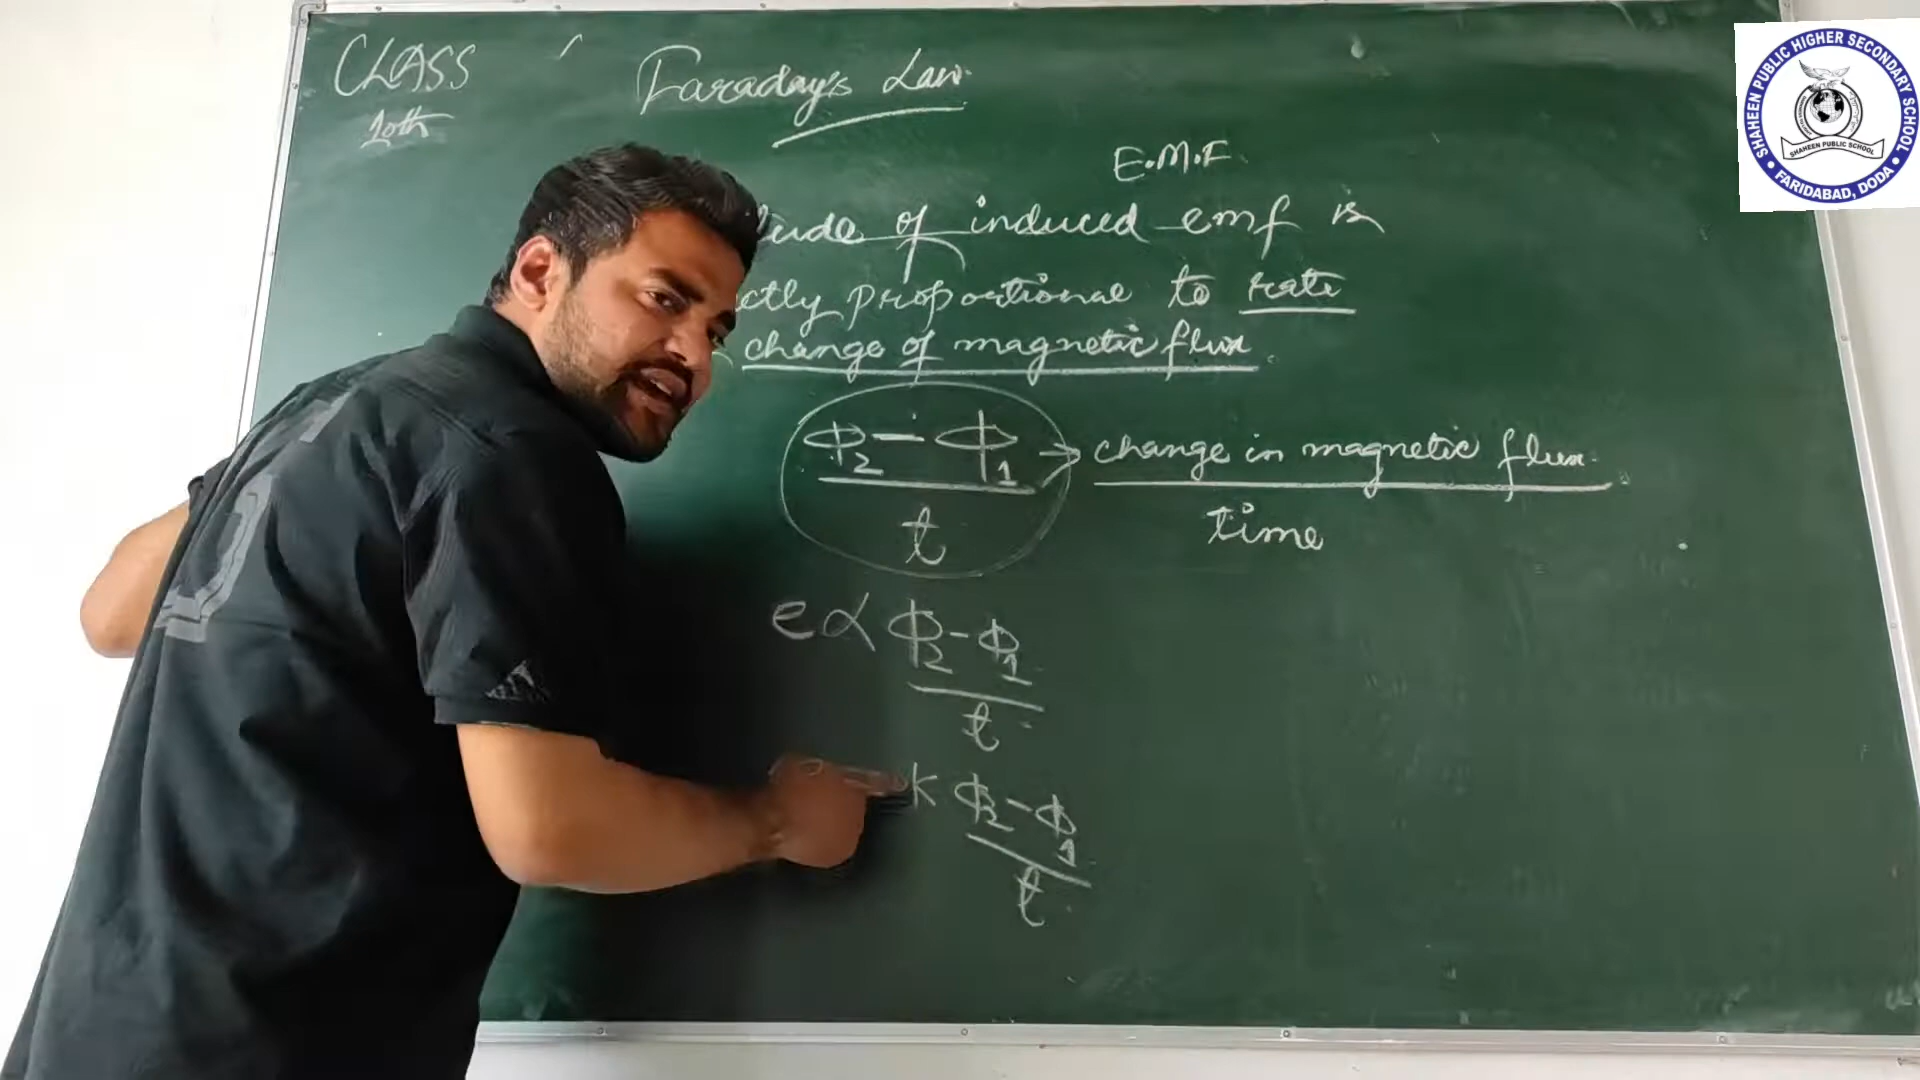 CLASS
10th
Faraday's Law.
E.M.F
of induced emf is
proportional to rate
change of magnetic flux.
Φ2 - Φ1
t
change in magnetic flux.
time
e ∝ Φ2 - Φ1
t
K Φ2 - Φ1
t
SHAHEEN PUBLIC HIGHER SECONDARY SCHOOL
SHAHEEN PUBLIC SCHOOL
FARIDABAD, DODA